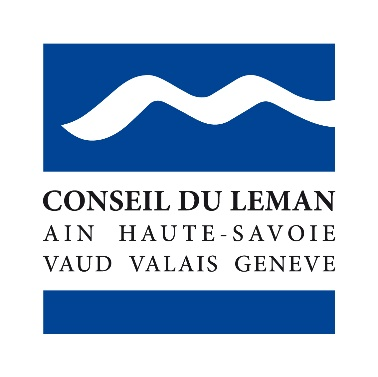 CONSEIL DU LEMAN
AIN HAUTE-SAVOIE
VAUD VALAIS GENEVE